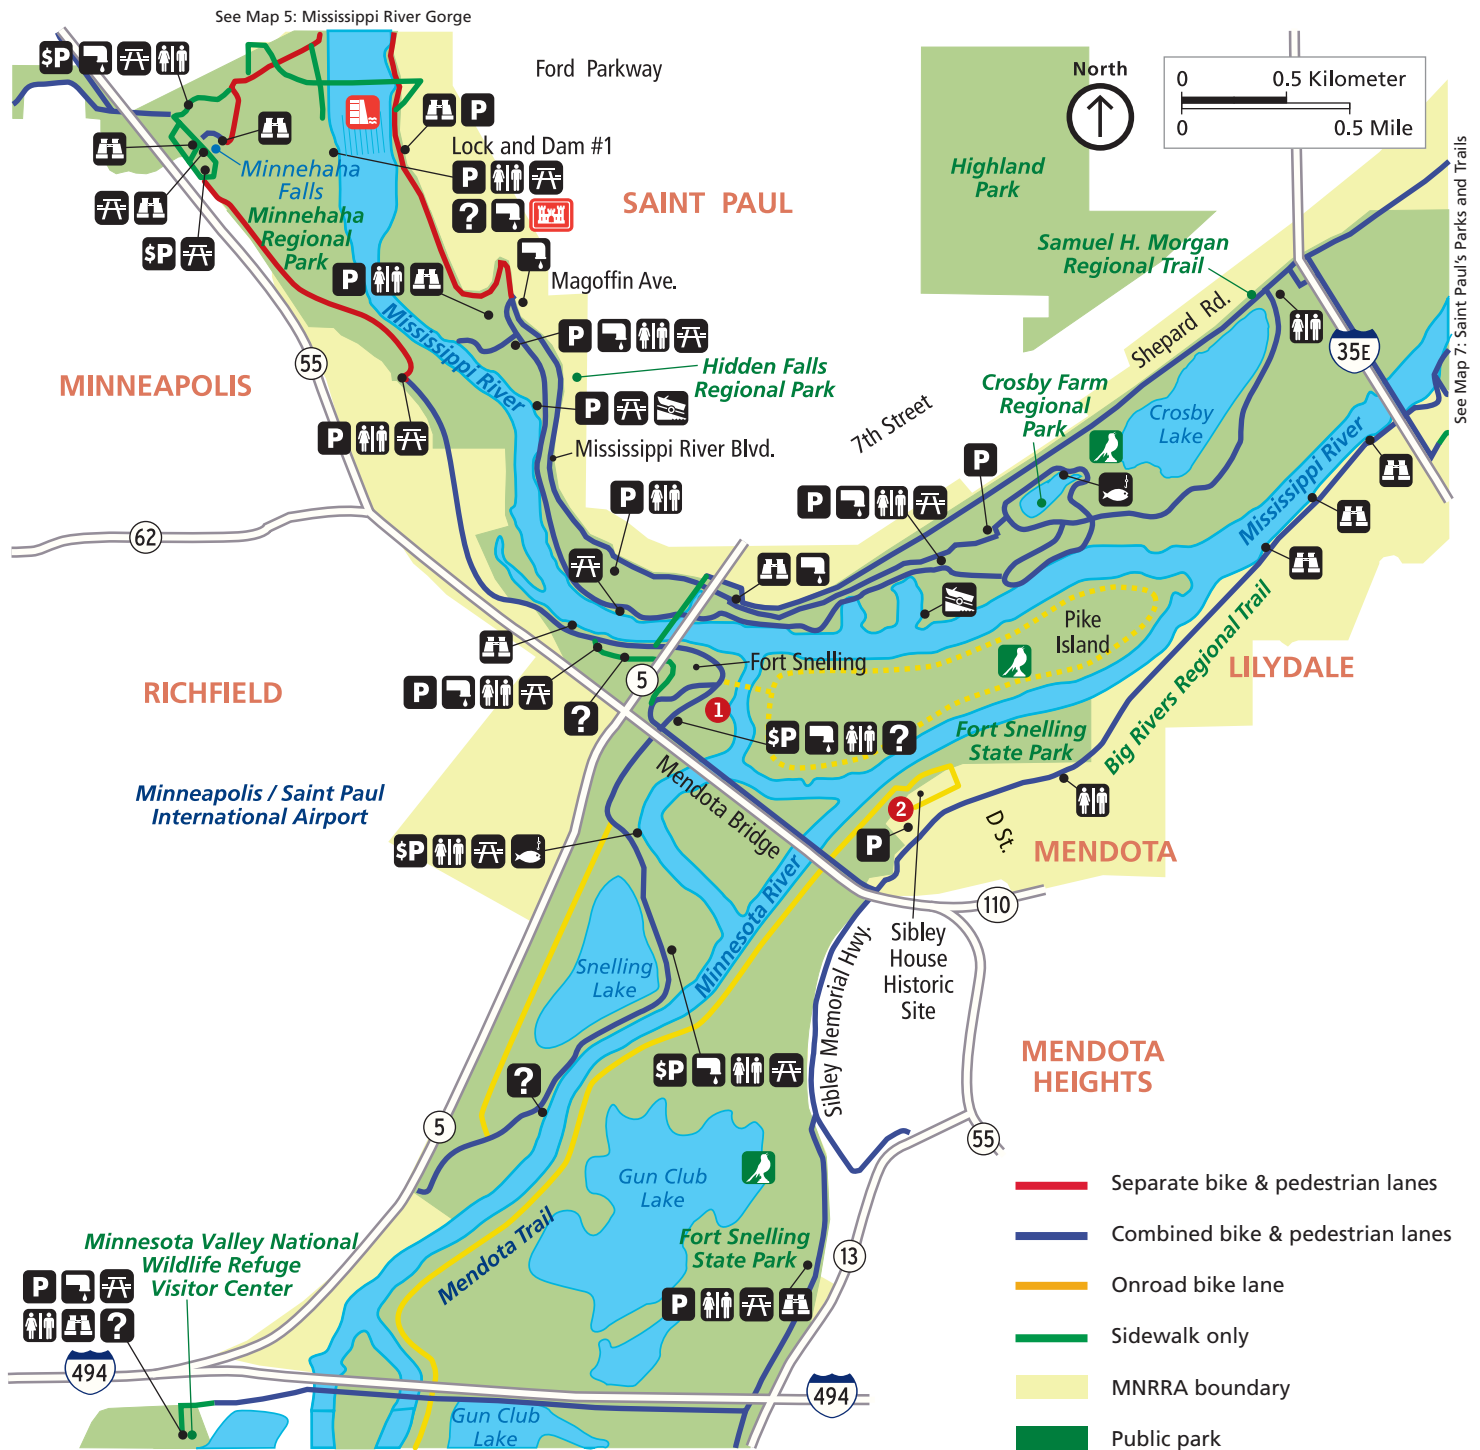 See Map 5: Mississippi River Gorge
$P
Ford Parkway
North
0
0.5 Kilometer
0
0.5 Mile
P
Lock and Dam #1
P
?
Minnehaha
Falls
Minnehaha
Regional
Park
$P
SAINT PAUL
Highland
Park
Samuel H. Morgan
Regional Trail
See Map 7: Saint Paul's Parks and Trails
P
Magoffin Ave.
Mississippi River
P
Shepard Rd.
35E
55
MINNEAPOLIS
Hidden Falls
Regional Park
Crosby Farm
Regional
Park
Crosby
Lake
P
7th Street
P
Mississippi River Blvd.
P
P
P
Mississippi River
62
Pike
Island
Fort Snelling
5
Big Rivers Regional Trail
LILYDALE
RICHFIELD
P
?
1
$P
?
Fort Snelling
State Park
Minneapolis / Saint Paul
International Airport
Mendota Bridge
2
P
D St.
MENDOTA
$P
Minnesota River
110
Sibley
House
Historic
Site
Sibley Memorial Hwy.
Snelling
Lake
MENDOTA
HEIGHTS
$P
?
5
55
Gun Club
Lake
Separate bike & pedestrian lanes
Combined bike & pedestrian lanes
Onroad bike lane
Sidewalk only
MNRRA boundary
Public park
Minnesota Valley National
Wildlife Refuge
Visitor Center
P
?
Mendota Trail
Fort Snelling
State Park
13
P
494
494
Gun Club
Lake